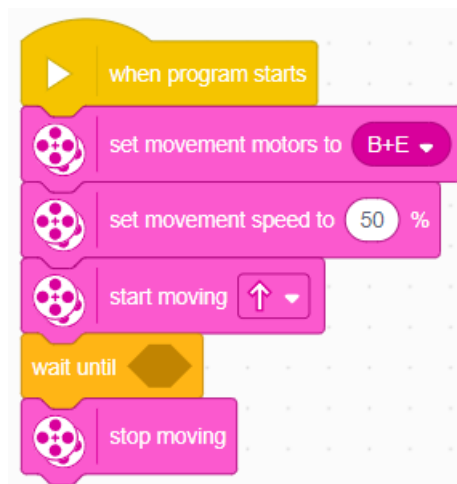 when program starts
set movement motors to B+E
set movement speed to 50 %
start moving
wait until
stop moving